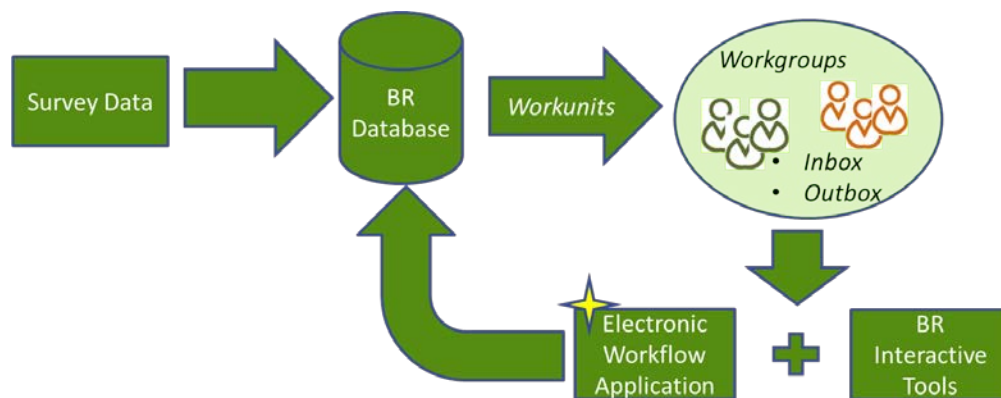 Survey Data
BR
Database
Workunits
Workgroups
• Inbox
• Outbox
Electronic
Workflow
Application
BR
Interactive
Tools